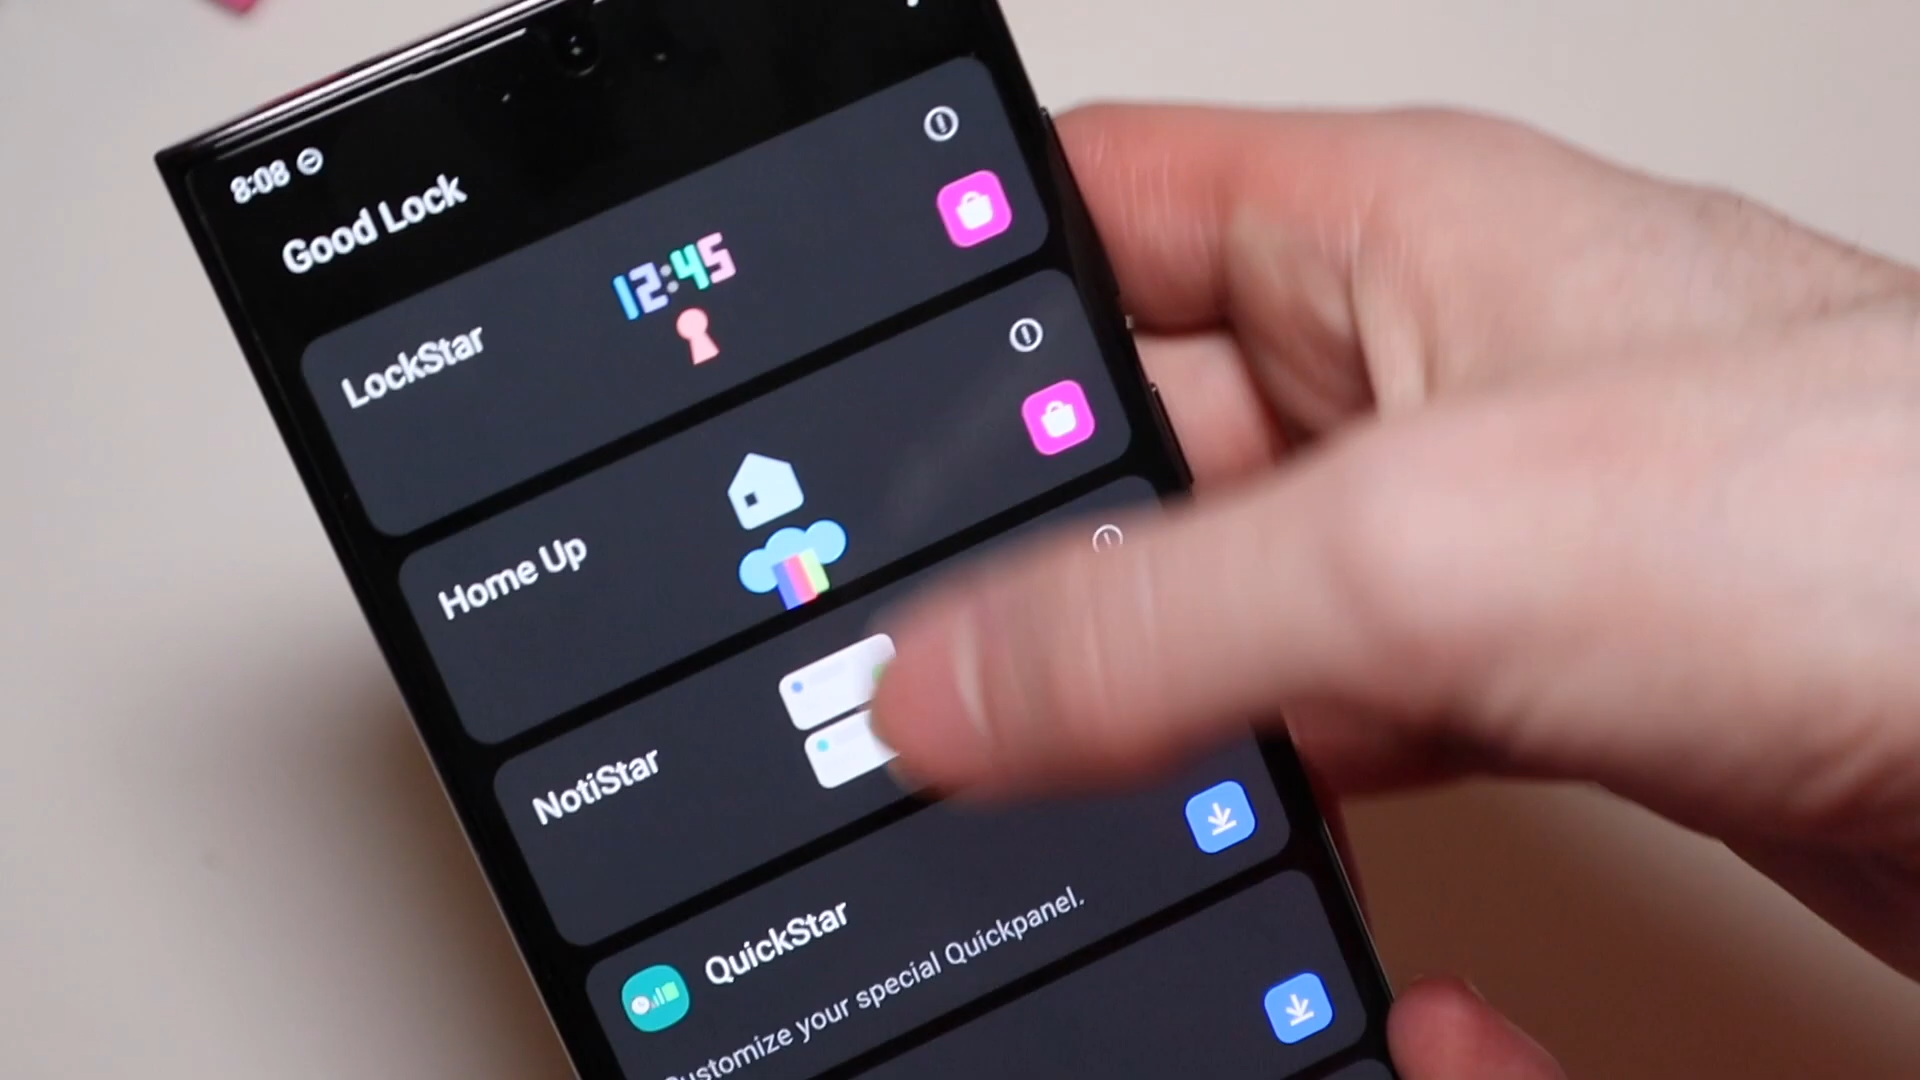 8:08
Good Lock
LockStar
12:45
Home Up
NotiStar
QuickStar
Customize your special Quickpanel.